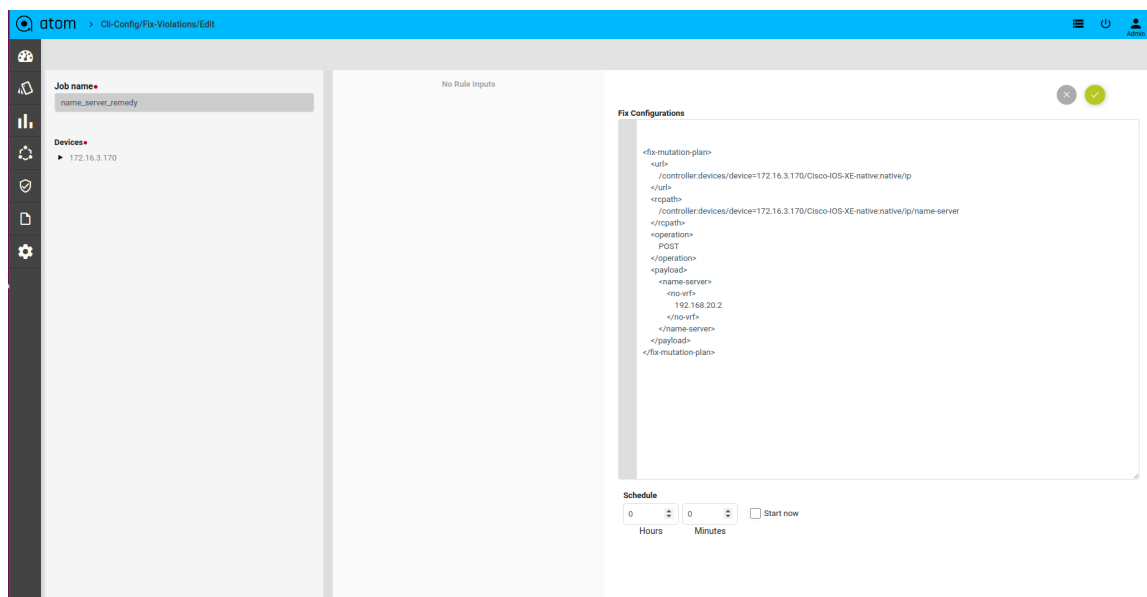 atom > Cli-Config/Fix-Violations/Edit
Admin
Job name
name_server_remedy
Devices
172.16.3.170
No Rule Inputs
Fix Configurations
<fix-mutation-plan>
<url>
/controller:devices/device=172.16.3.170/Cisco-IOS-XE-native:native/ip
</url>
<rcpath>
/controller:devices/device=172.16.3.170/Cisco-IOS-XE-native:native/ip/name-server
</rcpath>
<operation>
POST
</operation>
<payload>
<name-server>
<no-vrf>
192.168.20.2
</no-vrf>
</name-server>
</payload>
</fix-mutation-plan>
Schedule
0 0 Start now
Hours Minutes